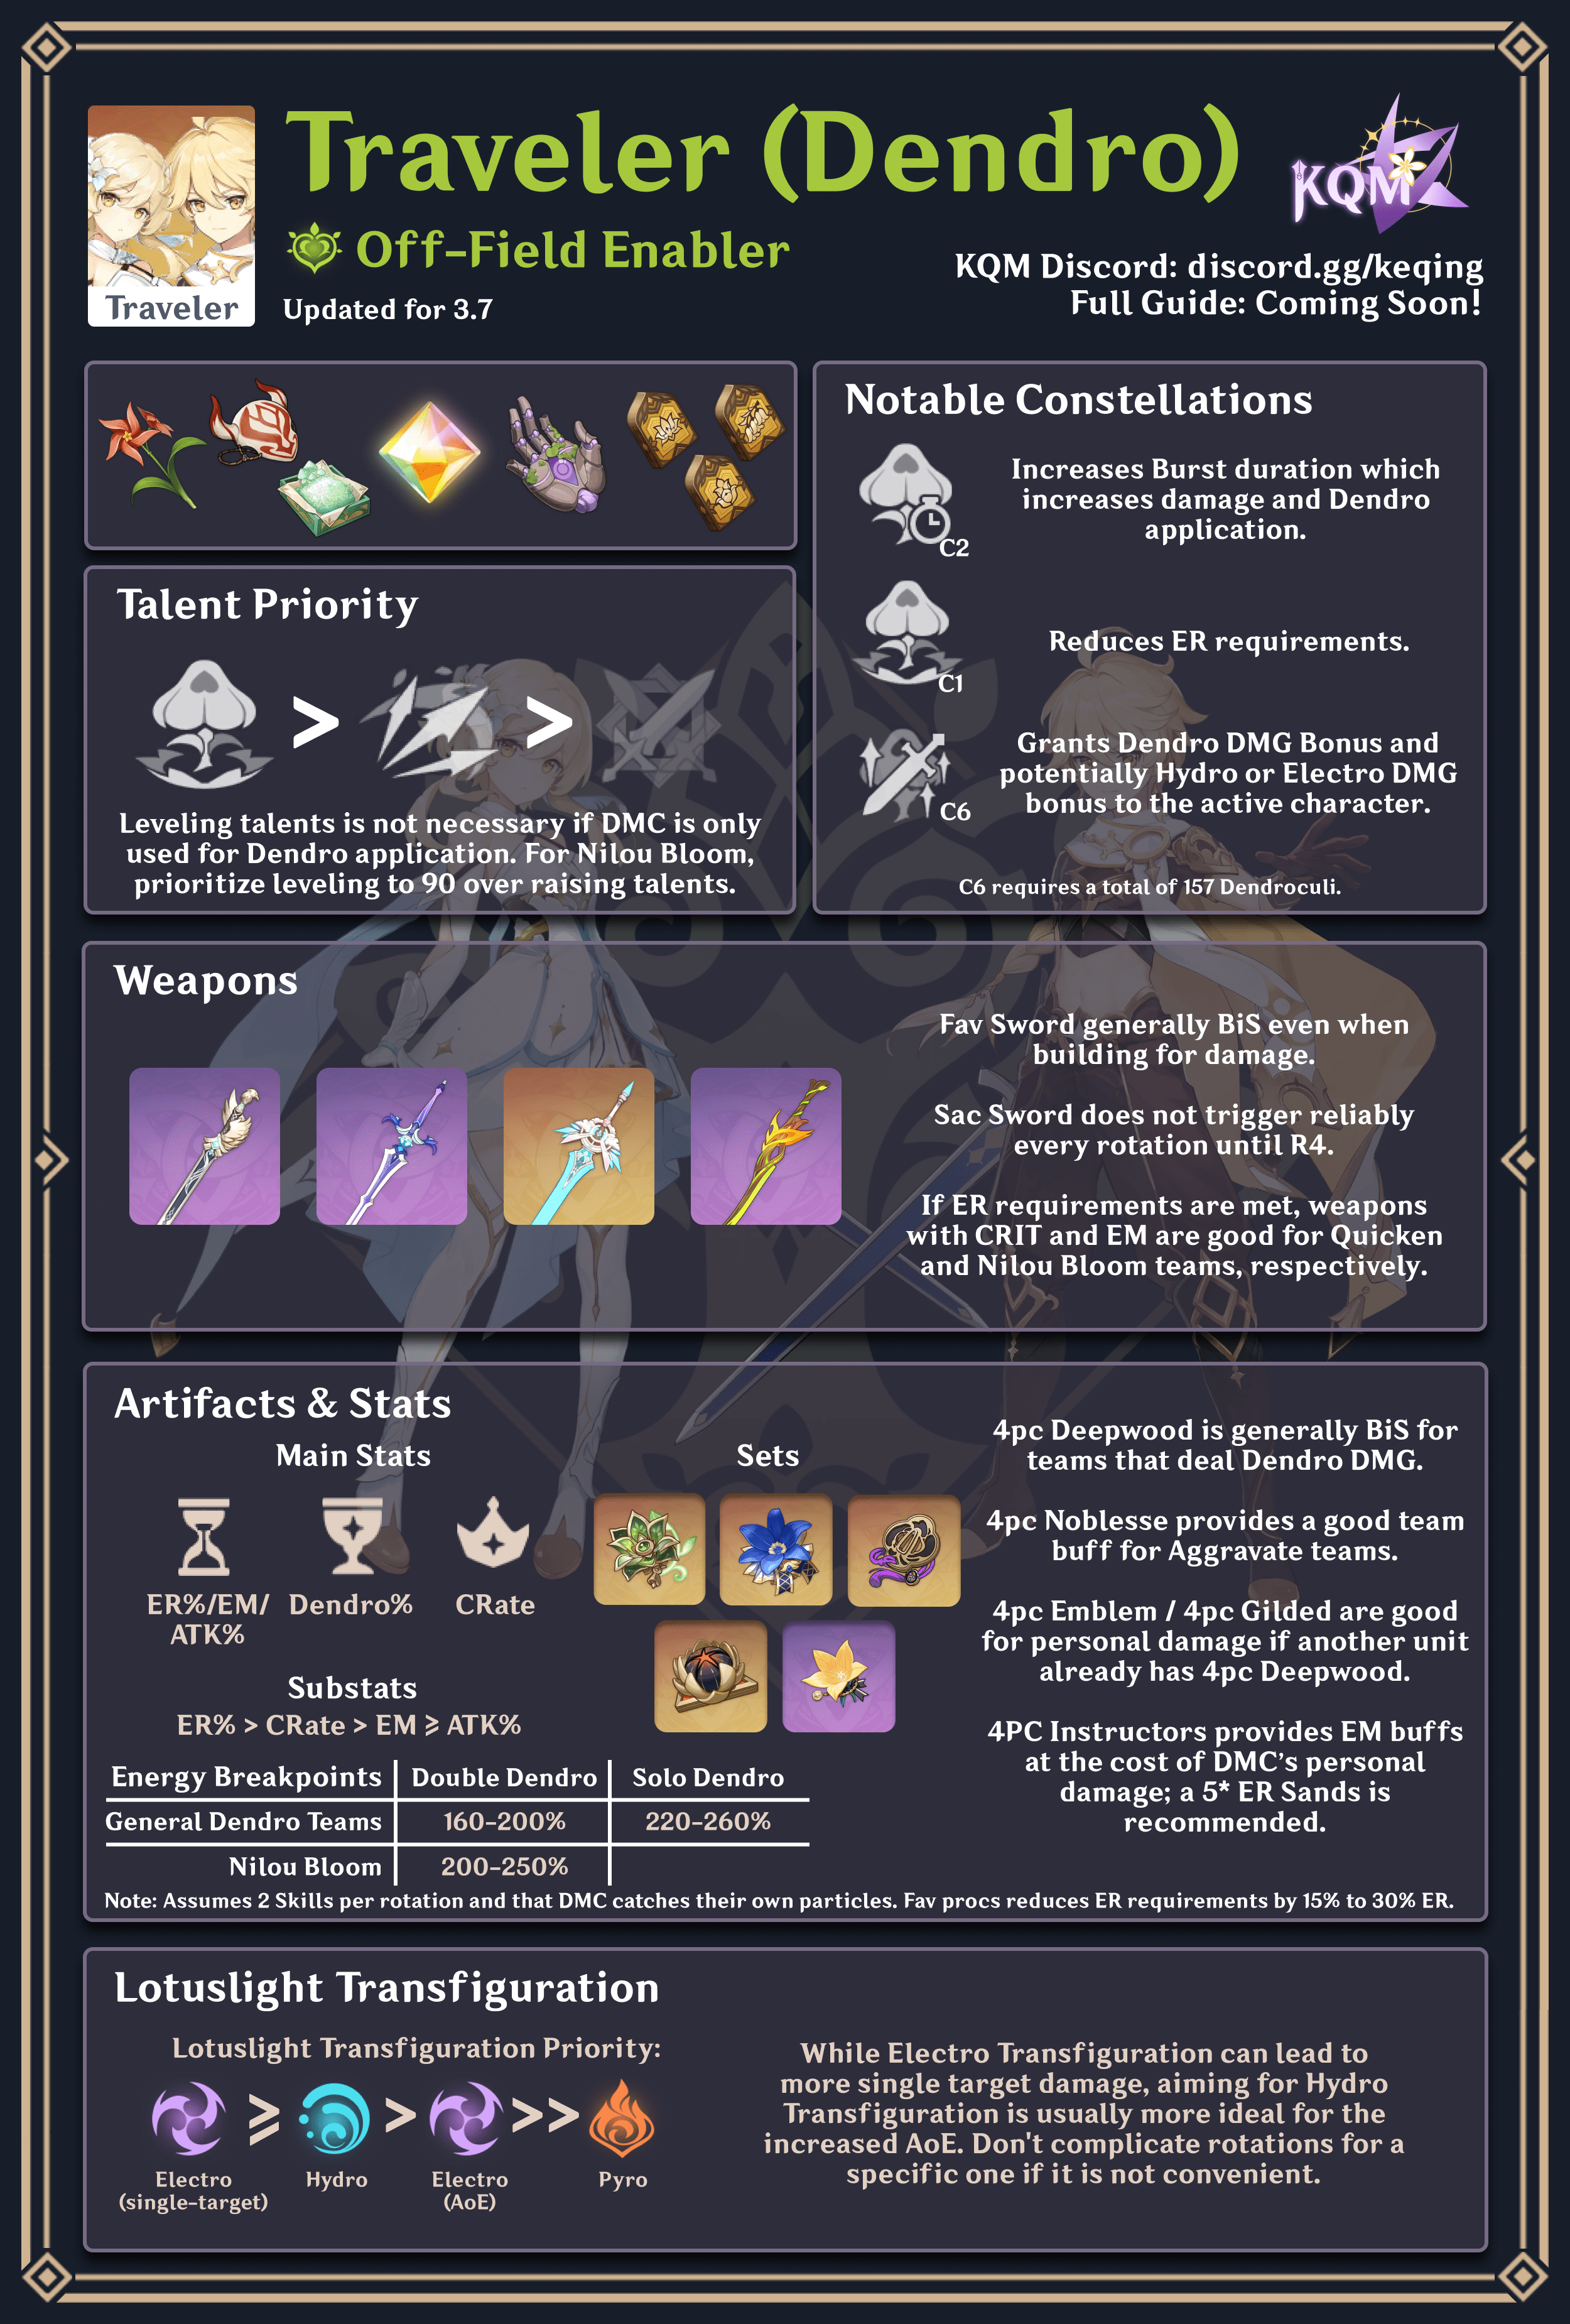 Traveler (Dendro)
KQM
Off-Field Enabler
Traveler
Updated for 3.7
KQM Discord: discord.gg/keqing
Full Guide: Coming Soon!
Notable Constellations
Increases Burst duration which
increases damage and Dendro
application.
C2
Reduces ER requirements.
C1
Grants Dendro DMG Bonus and
potentially Hydro or Electro DMG
bonus to the active character.
C6
C6 requires a total of 157 Dendroculi.
Talent Priority
> >
Leveling talents is not necessary if DMC is only
used for Dendro application. For Nilou Bloom,
prioritize leveling to 90 over raising talents.
Weapons
Fav Sword generally BiS even when
building for damage.
Sac Sword does not trigger reliably
every rotation until R4.
If ER requirements are met, weapons
with CRIT and EM are good for Quicken
and Nilou Bloom teams, respectively.
Artifacts & Stats
Main Stats
ER%/EM/ Dendro% CRate
ATK%
Substats
ER% > CRate > EM ⩾ ATK%
Sets
4pc Deepwood is generally BiS for
teams that deal Dendro DMG.
4pc Noblesse provides a good team
buff for Aggravate teams.
4pc Emblem / 4pc Gilded are good
for personal damage if another unit
already has 4pc Deepwood.
4PC Instructors provides EM buffs
at the cost of DMC's personal
damage; a 5* ER Sands is
recommended.
Energy Breakpoints Double Dendro Solo Dendro
General Dendro Teams 160-200% 220-260%
Nilou Bloom 200-250%
Note: Assumes 2 Skills per rotation and that DMC catches their own particles. Fav procs reduces ER requirements by 15% to 30% ER.
Lotuslight Transfiguration
Lotuslight Transfiguration Priority:
⩾ > >>
Electro Hydro Electro Pyro
(single-target) (AoE)
While Electro Transfiguration can lead to
more single target damage, aiming for Hydro
Transfiguration is usually more ideal for the
increased AoE. Don't complicate rotations for a
specific one if it is not convenient.